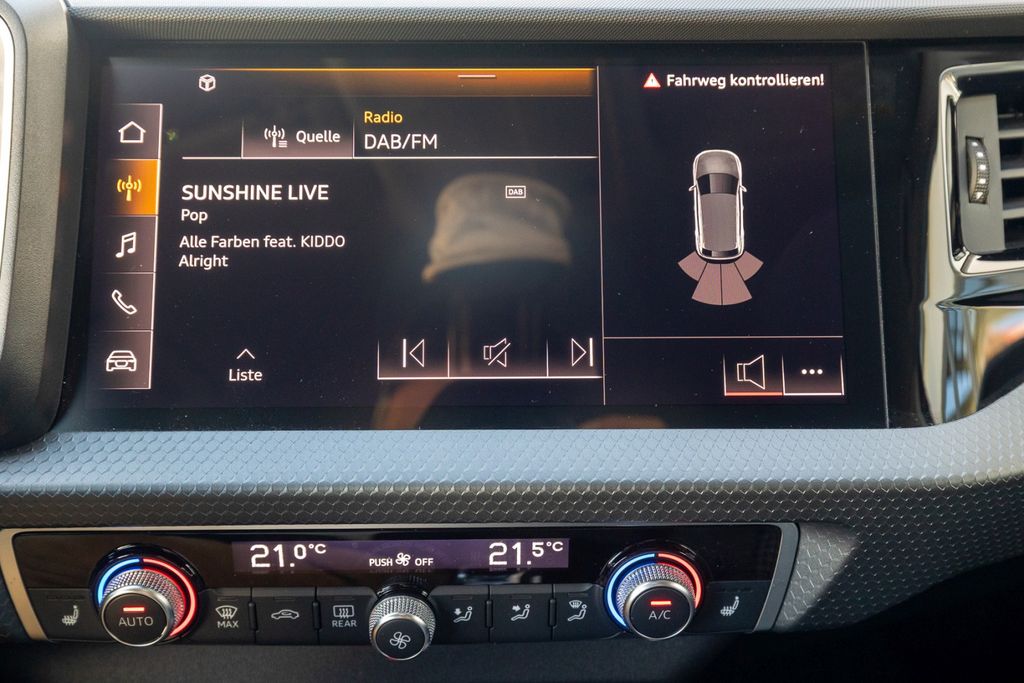 Fahrweg kontrollieren!
Radio
Quelle
DAB/FM
SUNSHINE LIVE
DAB
Pop
Alle Farben feat. KIDDO
Alright
Liste
21.0°C
PUSH OFF
21.5°C
AUTO
MAX
REAR
A/C